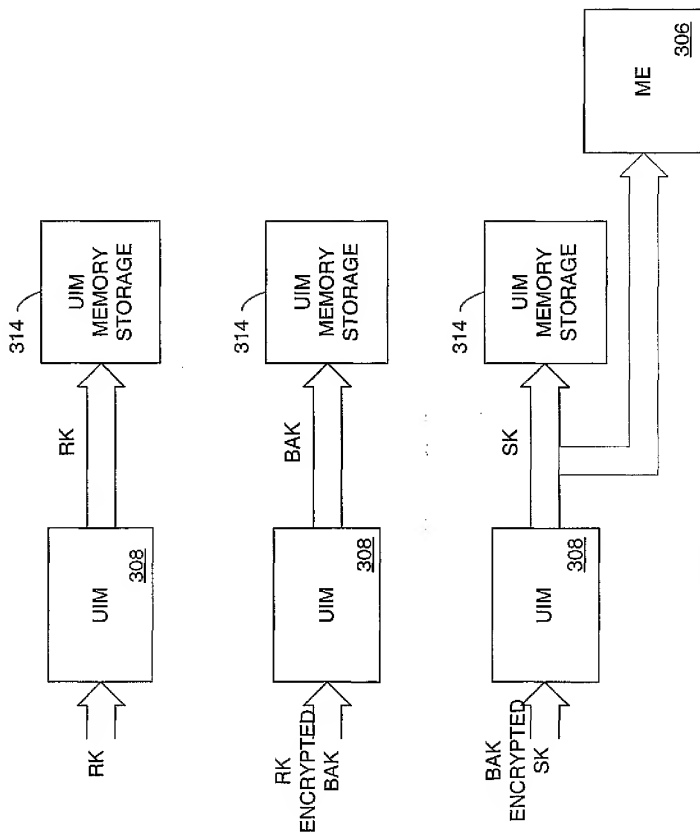 RK
UIM
308
RK
314
UIM
MEMORY
STORAGE
RK
ENCRYPTED
BAK
UIM
308
BAK
314
UIM
MEMORY
STORAGE
BAK
ENCRYPTED
SK
UIM
308
SK
314
UIM
MEMORY
STORAGE
ME
306